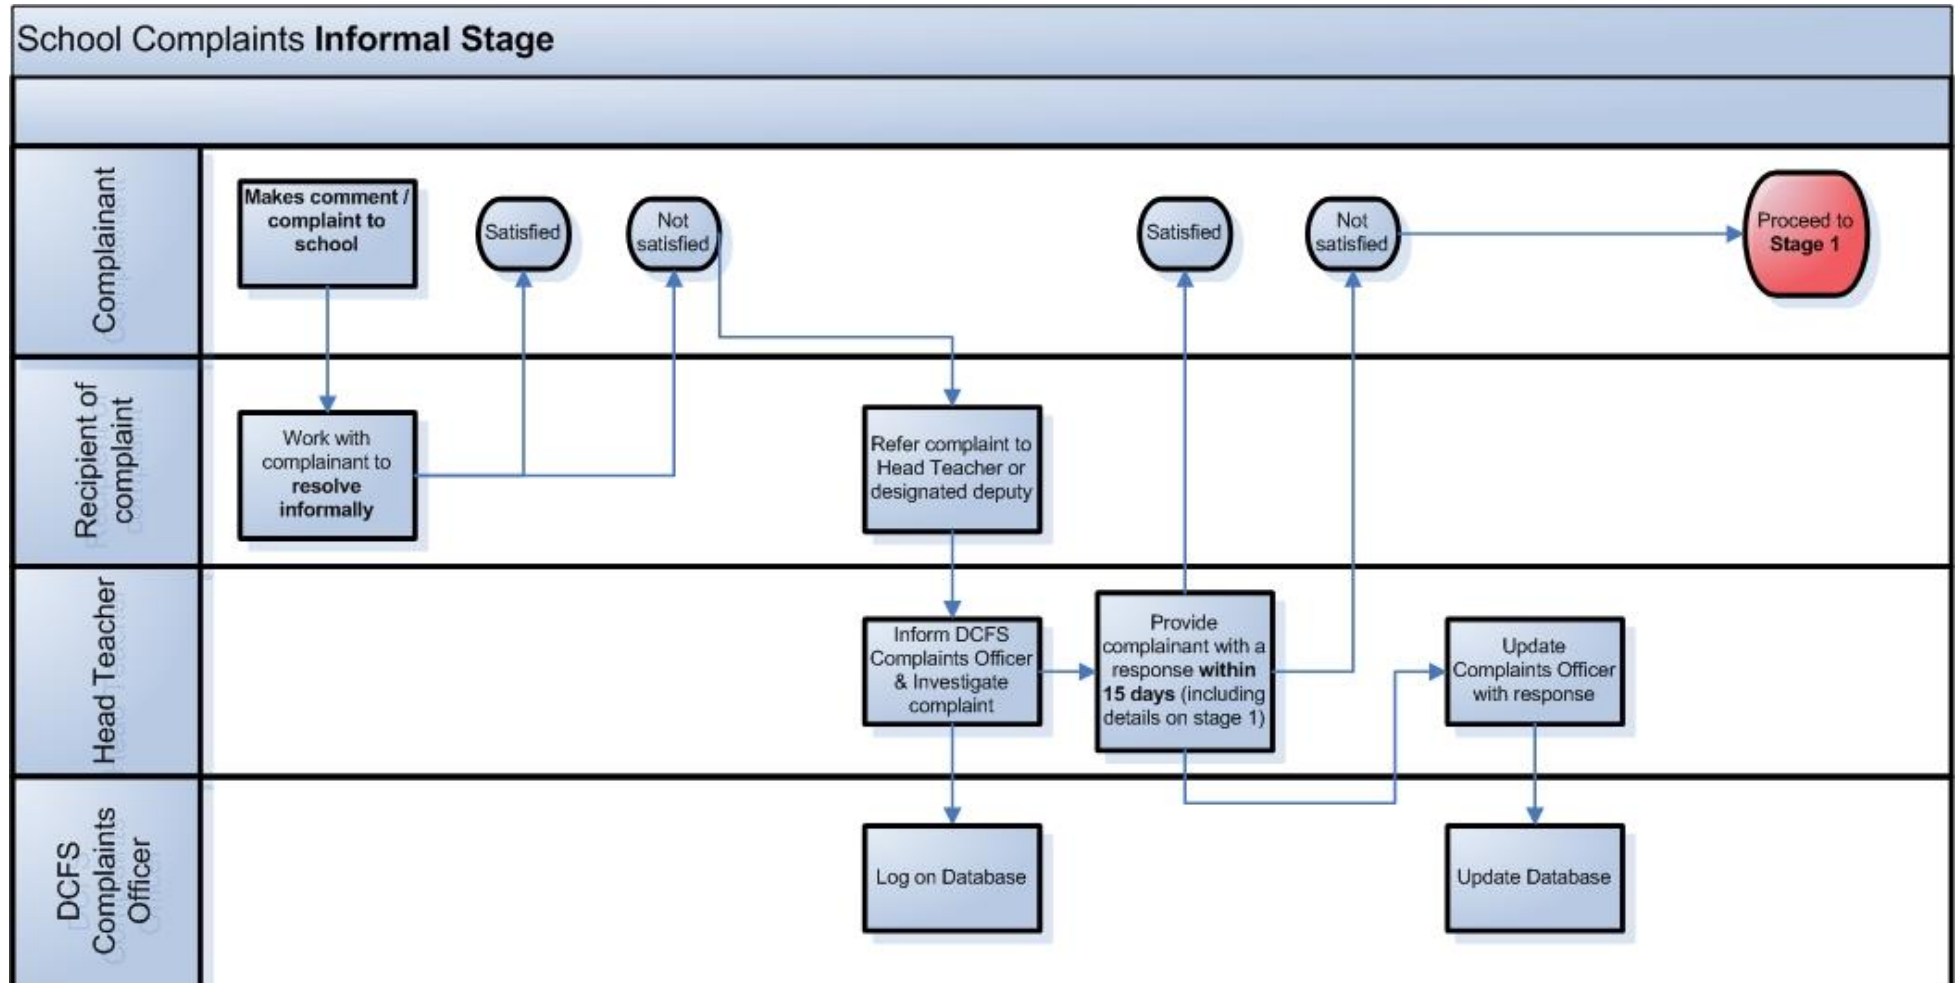 School Complaints Informal Stage
Complainant
Makes comment /
complaint to
school
Satisfied
Not
satisfied
Satisfied
Not
satisfied
Proceed to
Stage 1
Recipient of
complaint
Work with
complainant to
resolve
informally
Refer complaint to
Head Teacher or
designated deputy
Head Teacher
Inform DCFS
Complaints Officer
& Investigate
complaint
Provide
complainant with a
response within
15 days (including
details on stage 1)
Update
Complaints Officer
with response
DCFS
Complaints
Officer
Log on Database
Update Database